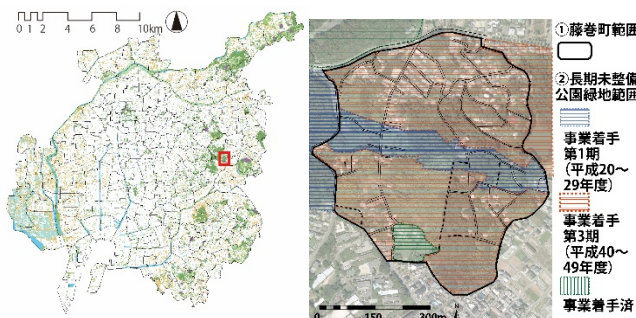 0 1 2 4 6 8 10km
①藤巻町範囲
②長期未整備
公園緑地範囲
事業着手
第1期
(平成20～
29年度)
事業着手
第3期
(平成40～
49年度)
事業着手済
0 150 300m